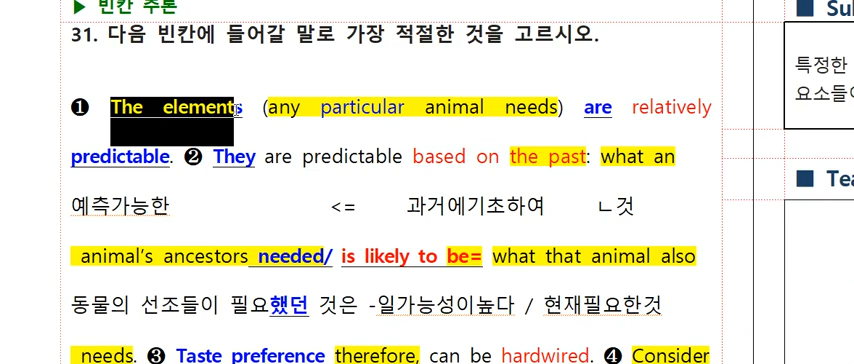 ▶ 빈칸 추론
31. 다음 빈칸에 들어갈 말로 가장 적절한 것을 고르시오.
❶ The elements (any particular animal needs) are relatively
predictable. ❷ They are predictable based on the past: what an
예측가능한 <= 과거에기초하여 ㄴ것
animal's ancestors needed/ is likely to be= what that animal also
동물의 선조들이 필요했던 것은 -일가능성이높다 / 현재필요한것
needs. ❸ Taste preference therefore, can be hardwired. ❹ Consider
■ Su
특정한
요소들이
■ Tea